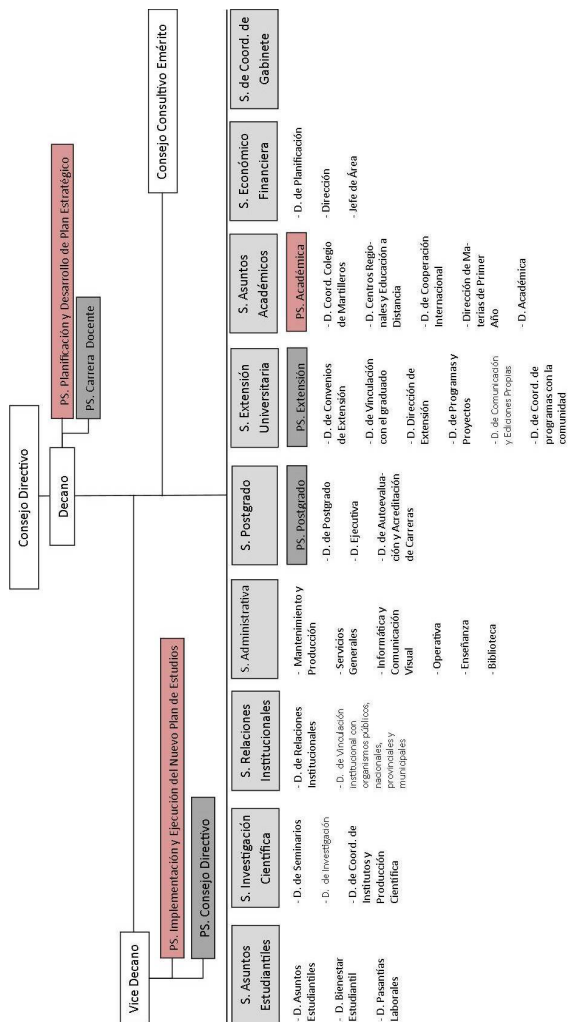 Consejo Directivo
Decano
PS. Planificación y Desarrollo de Plan Estratégico
PS. Carrera Docente
Vice Decano
PS. Implementación y Ejecución del Nuevo Plan de Estudios
PS. Consejo Directivo
Consejo Consultivo Emérito
S. Asuntos
Estudiantiles
- D. Asuntos
Estudiantiles
- D. Bienestar
Estudiantil
- D. Pasantías
Laborales
S. Investigación
Científica
- D. de Seminarios
- D. de Investigación
- D. de Coord. de
Institutos y
Producción
Científica
S. Relaciones
Institucionales
- D. de Relaciones
Institucionales
- D. de Vinculación
institucional con
organismos públicos,
nacionales,
provinciales y
municipales
S. Administrativa
- Mantenimiento y
Producción
- Servicios
Generales
- Informática y
Comunicación
Visual
- Operativa
- Enseñanza
- Biblioteca
S. Postgrado
PS. Postgrado
- D. de Postgrado
- D. Ejecutiva
- D. de Autoevalua-
ción y Acreditación
de Carreras
S. Extensión
Universitaria
PS. Extensión
- D. de Convenios
de Extensión
- D. de Vinculación
con el graduado
- D. Dirección de
Extensión
- D. de Programas y
Proyectos
- D. de Comunicación
y Ediciones Propias
- D. de Coord. de
programas con la
comunidad
S. Asuntos
Académicos
PS. Académica
- D. Coord. Colegio
de Martilleros
- D. Centros Regio-
nales y Educación a
Distancia
- D. de Cooperación
Internacional
- Dirección de Ma-
terias de Primer
Año
- D. Académica
S. Económico
Financiera
- D. de Planificación
- Dirección
- Jefe de Área
S. de Coord. de
Gabinete